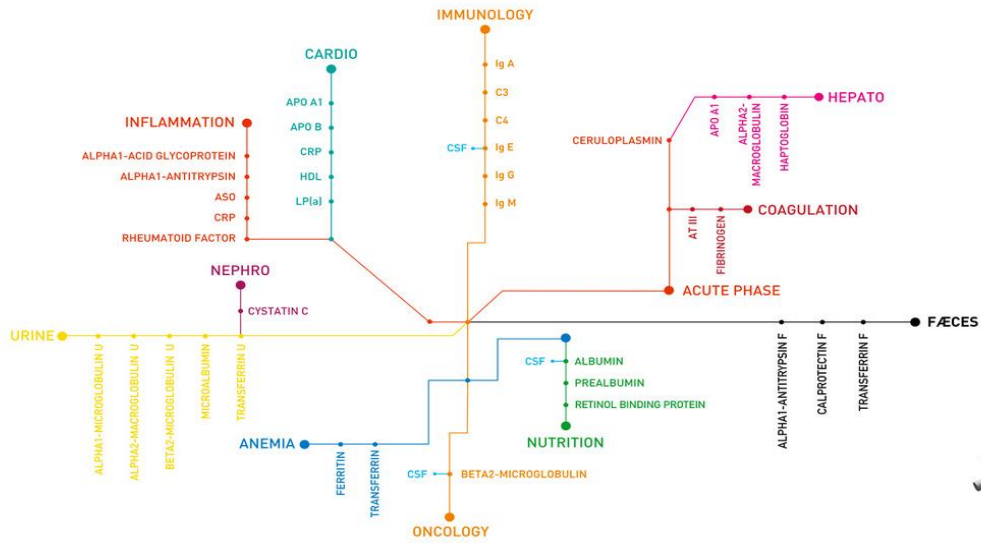 IMMUNOLOGY
Ig A
C3
C4
CSF
Ig E
Ig G
Ig M
CARDIO
APO A1
APO B
CRP
HDL
LP(a)
INFLAMMATION
ALPHA1-ACID GLYCOPROTEIN
ALPHA1-ANTITRYPSIN
ASO
CRP
RHEUMATOID FACTOR
HEPATO
APO A1
ALPHA2-
MACROGLOBULIN
HAPTOGLOBIN
CERULOPLASMIN
COAGULATION
AT III
FIBRINOGEN
ACUTE PHASE
NEPHRO
CYSTATIN C
URINE
ALPHA1-MICROGLOBULIN U
ALPHA2-MACROGLOBULIN U
BETA2-MICROGLOBULIN U
MICROALBUMIN
TRANSFERRIN U
FÆCES
ALPHA1-ANTITRYPSIN F
CALPROTECTIN F
TRANSFERRIN F
CSF
ALBUMIN
PREALBUMIN
RETINOL BINDING PROTEIN
NUTRITION
ANEMIA
FERRITIN
TRANSFERRIN
CSF
BETA2-MICROGLOBULIN
ONCOLOGY